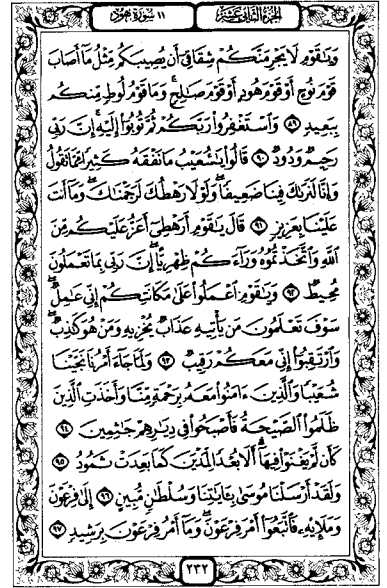 الجزء الثاني عشر
١١ سورة هود
وَيَٰقَوْمِ لَا يَجْرِمَنَّكُمْ شِقَاقِىٓ أَن يُصِيبَكُم مِّثْلُ مَآ أَصَابَ
قَوْمَ نُوحٍ أَوْ قَوْمَ هُودٍ أَوْ قَوْمَ صَٰلِحٍ ۚ وَمَا قَوْمُ لُوطٍ مِّنكُم
بِبَعِيدٍ ٨٩ وَٱسْتَغْفِرُوا۟ رَبَّكُمْ ثُمَّ تُوبُوٓا۟ إِلَيْهِ ۚ إِنَّ رَبِّى
رَحِيمٌ وَدُودٌ ٩٠ قَالُوا۟ يَٰشُعَيْبُ مَا نَفْقَهُ كَثِيرًا مِّمَّا تَقُولُ
وَإِنَّا لَنَرَىٰكَ فِينَا ضَعِيفًا ۖ وَلَوْلَا رَهْطُكَ لَرَجَمْنَٰكَ ۖ وَمَآ أَنتَ
عَلَيْنَا بِعَزِيزٍ ٩١ قَالَ يَٰقَوْمِ أَرَهْطِىٓ أَعَزُّ عَلَيْكُم مِّنَ
ٱللَّهِ وَٱتَّخَذْتُمُوهُ وَرَآءَكُمْ ظِهْرِيًّا ۖ إِنَّ رَبِّى بِمَا تَعْمَلُونَ
مُحِيطٌ ٩٢ وَيَٰقَوْمِ ٱعْمَلُوا۟ عَلَىٰ مَكَانَتِكُمْ إِنِّى عَٰمِلٌ ۖ
سَوْفَ تَعْلَمُونَ مَن يَأْتِيهِ عَذَابٌ يُخْزِيهِ وَمَنْ هُوَ كَٰذِبٌ ۖ
وَٱرْتَقِبُوٓا۟ إِنِّى مَعَكُمْ رَقِيبٌ ٩٣ وَلَمَّا جَآءَ أَمْرُنَا نَجَّيْنَا
شُعَيْبًا وَٱلَّذِينَ ءَامَنُوا۟ مَعَهُۥ بِرَحْمَةٍ مِّنَّا وَأَخَذَتِ ٱلَّذِينَ
ظَلَمُوا۟ ٱلصَّيْحَةُ فَأَصْبَحُوا۟ فِى دِيَٰرِهِمْ جَٰثِمِينَ ٩٤
كَأَن لَّمْ يَغْنَوْا۟ فِيهَآ ۗ أَلَا بُعْدًا لِّمَدْيَنَ كَمَا بَعِدَتْ ثَمُودُ ٩٥
وَلَقَدْ أَرْسَلْنَا مُوسَىٰ بِـَٔايَٰتِنَا وَسُلْطَٰنٍ مُّبِينٍ ٩٦ إِلَىٰ فِرْعَوْنَ
وَمَلَإِي۟هِۦ فَٱتَّبَعُوٓا۟ أَمْرَ فِرْعَوْنَ ۖ وَمَآ أَمْرُ فِرْعَوْنَ بِرَشِيدٍ ٩٧
٢٣٢